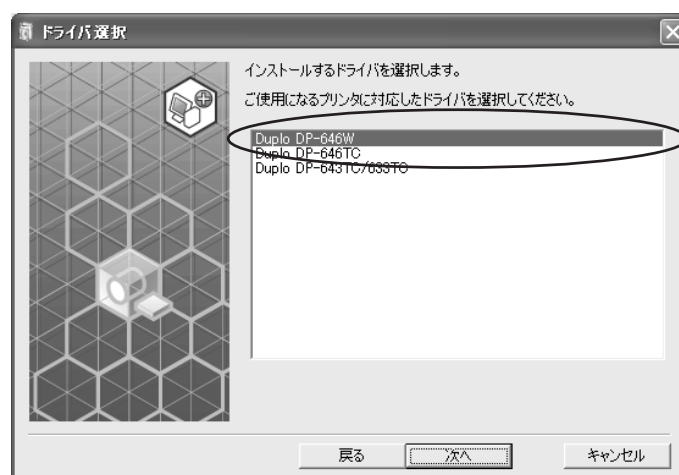 ドライバ選択
インストールするドライバを選択します。
ご使用になるプリンタに対応したドライバを選択してください。
Duplo DP-646W
Duplo DP-646TC
Duplo DP-643TC/633TC
戻る
次へ
キャンセル